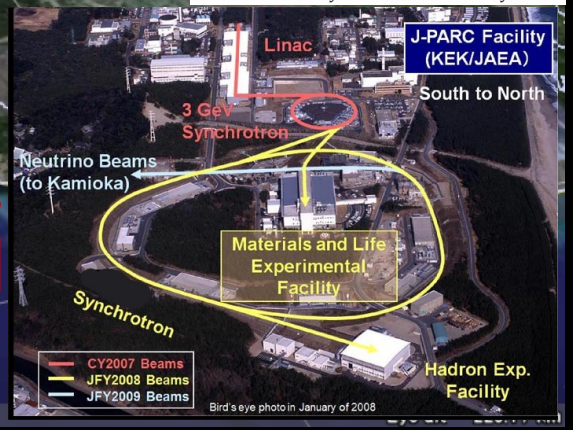 Linac
J-PARC Facility
(KEK/JAEA)
South to North
3 GeV
Synchrotron
Neutrino Beams
(to Kamioka)
Materials and Life
Experimental
Facility
Synchrotron
Hadron Exp.
Facility
CY2007 Beams
JFY2008 Beams
JFY2009 Beams
Bird's eye photo in January of 2008